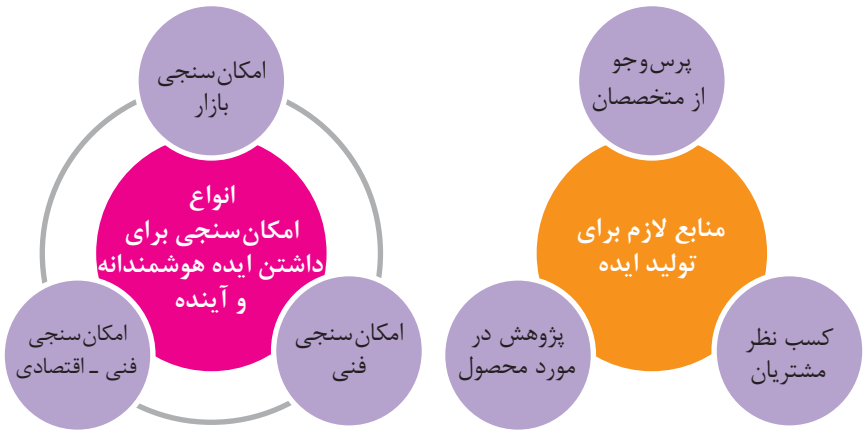 پرس‌وجو
از متخصصان
منابع لازم برای
تولید ایده
کسب نظر
مشتریان
پژوهش در
مورد محصول
امکان‌سنجی
بازار
انواع
امکان‌سنجی برای
داشتن ایده هوشمندانه
و آینده
امکان‌سنجی
فنی
امکان‌سنجی
فنی ـ اقتصادی